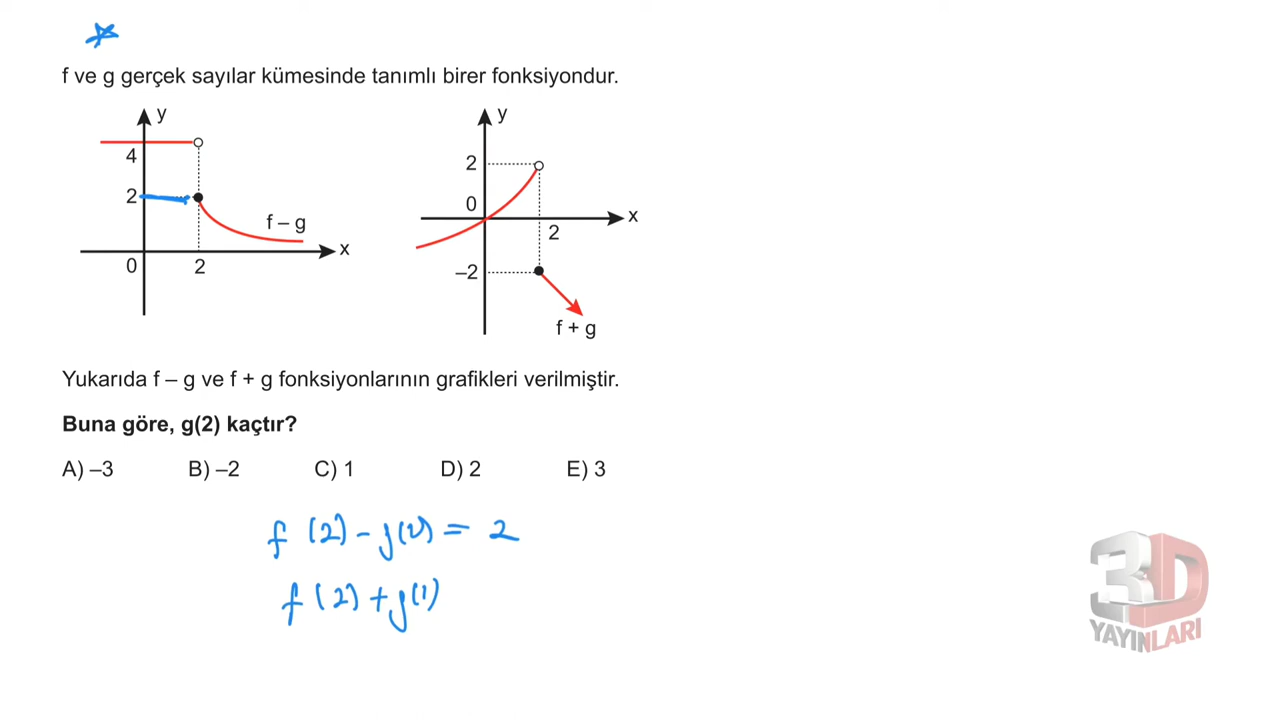 f ve g gerçek sayılar kümesinde tanımlı birer fonksiyondur.
y
4
2
f – g
x
0
2
y
2
0
x
2
–2
f + g
Yukarıda f – g ve f + g fonksiyonlarının grafikleri verilmiştir.
Buna göre, g(2) kaçtır?
A) –3 B) –2 C) 1 D) 2 E) 3
f (2) – g(2) = 2
f (2) + g(
3D
YAYINLARI